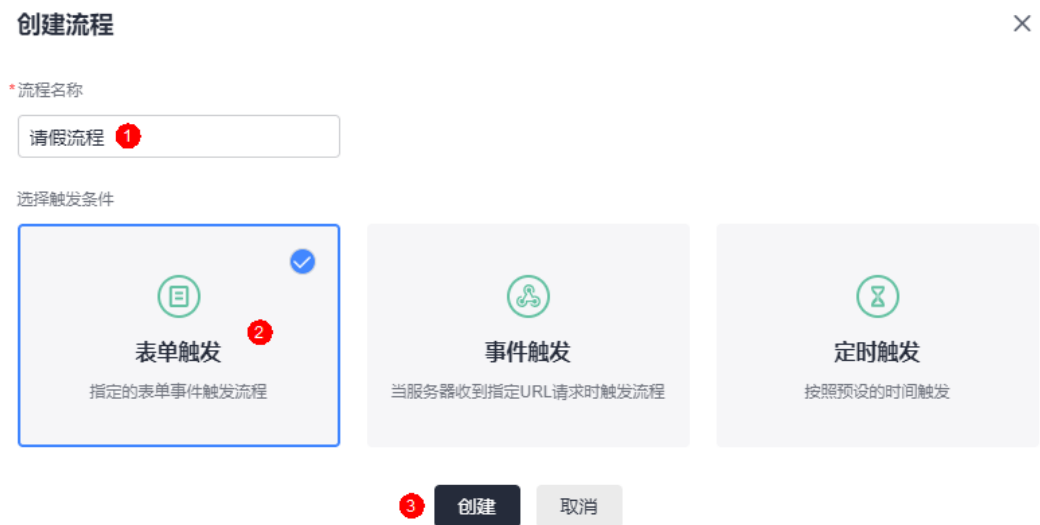 创建流程
*流程名称
请假流程 1
选择触发条件
表单触发 2
指定的表单事件触发流程
事件触发
当服务器收到指定URL请求时触发流程
定时触发
按照预设的时间触发
3 创建 取消